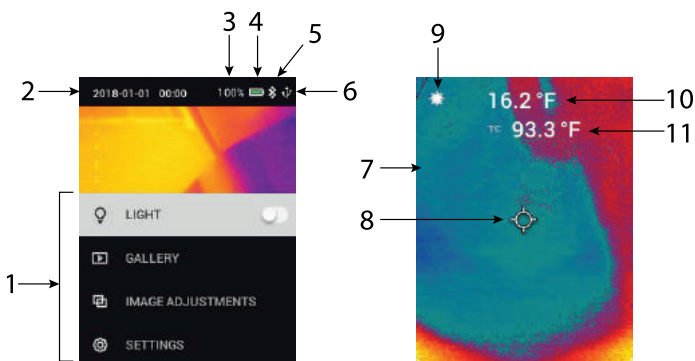 3 4 5
2 2018-01-01 00:00 100% 6
1
LIGHT
GALLERY
IMAGE ADJUSTMENTS
SETTINGS
9
16.2 °F 10
TC 93.3 °F 11
7
8